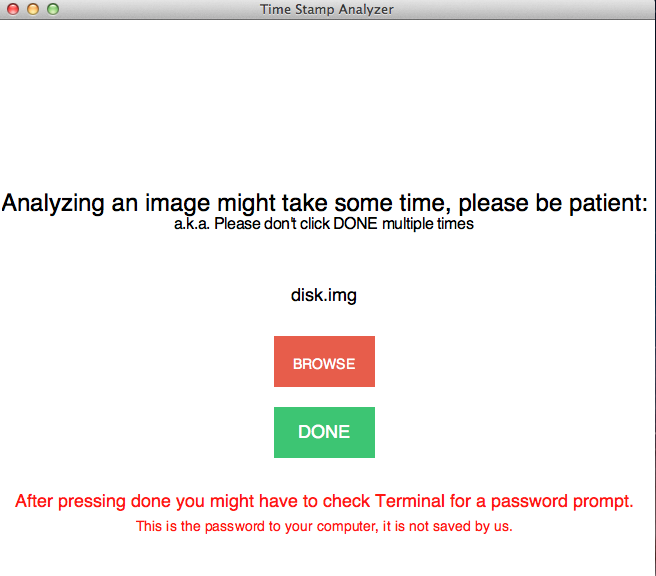 Time Stamp Analyzer
Analyzing an image might take some time, please be patient:
a.k.a. Please don't click DONE multiple times
disk.img
BROWSE
DONE
After pressing done you might have to check Terminal for a password prompt.
This is the password to your computer, it is not saved by us.